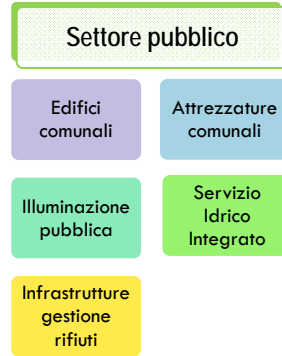 Settore pubblico
Edifici
comunali
Attrezzature
comunali
Illuminazione
pubblica
Servizio
Idrico
Integrato
Infrastrutture
gestione
rifiuti